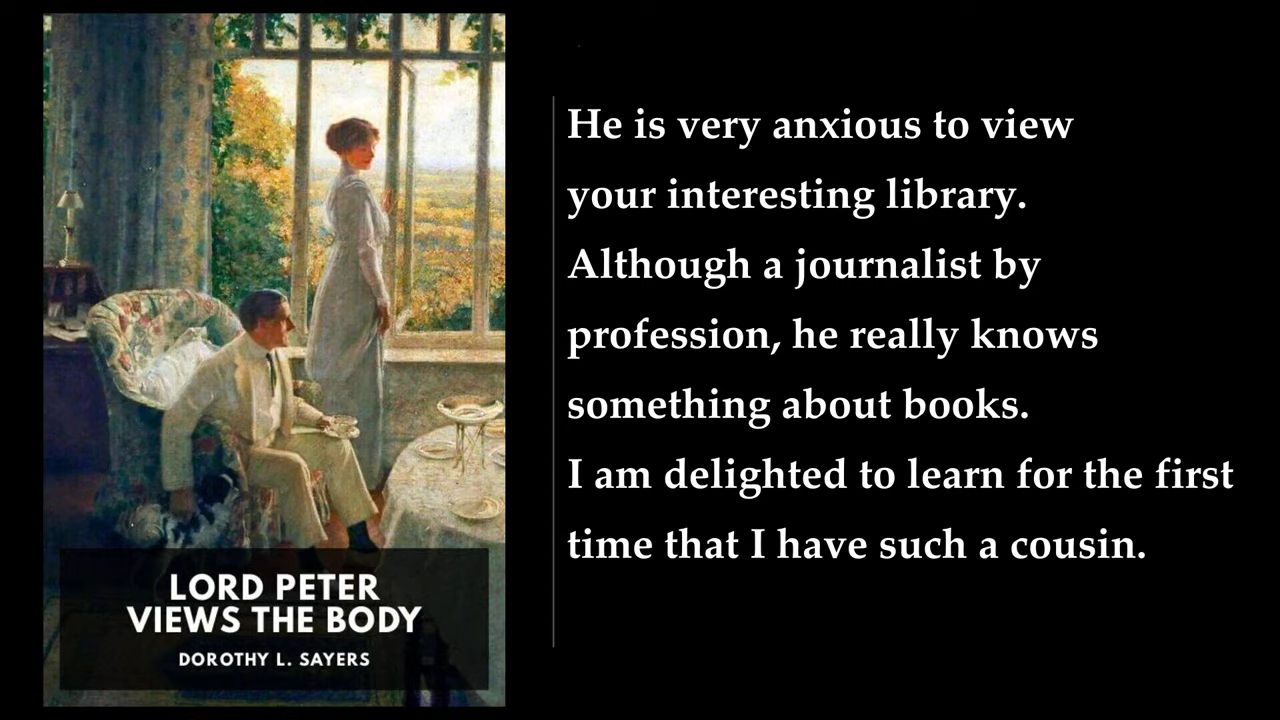 LORD PETER
VIEWS THE BODY
DOROTHY L. SAYERS
He is very anxious to view
your interesting library.
Although a journalist by
profession, he really knows
something about books.
I am delighted to learn for the first
time that I have such a cousin.